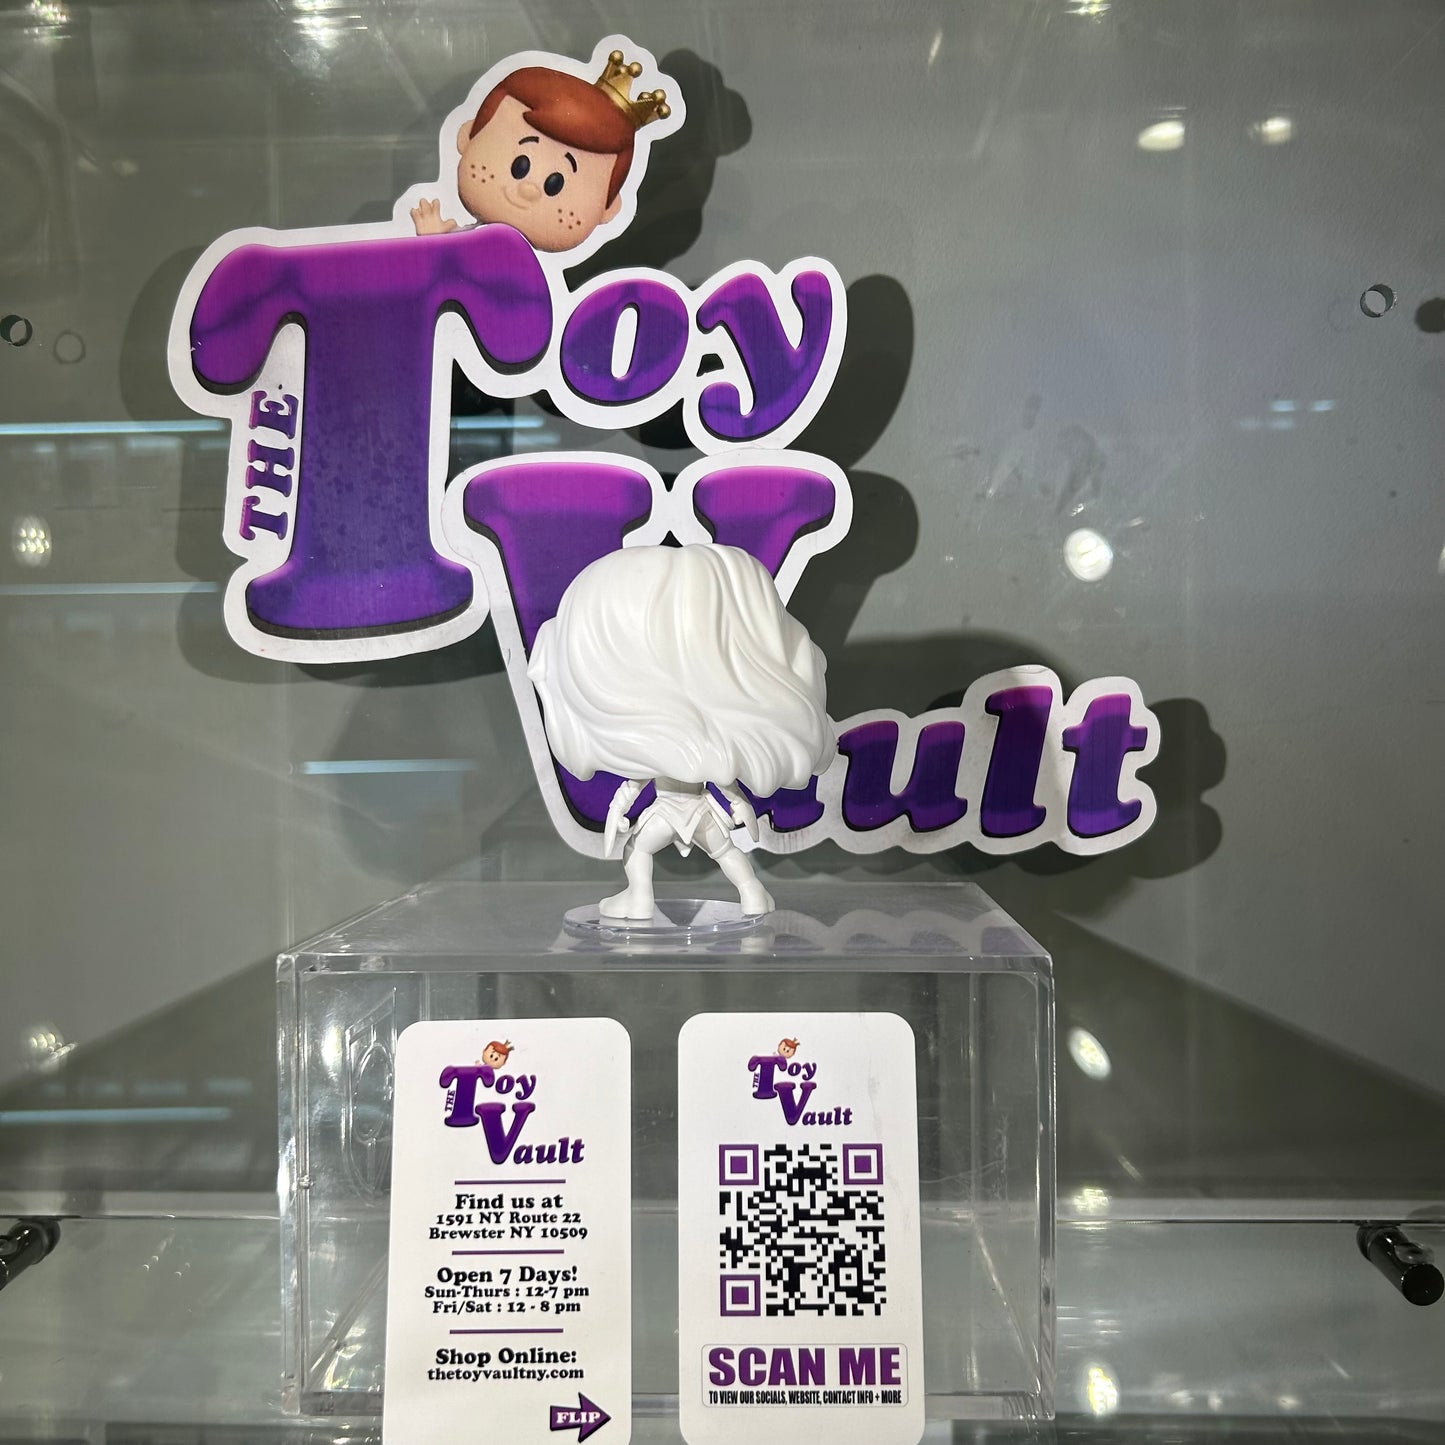 THE Toy
Vault
THE Toy
Vault
Find us at
1591 NY Route 22
Brewster NY 10509
Open 7 Days!
Sun-Thurs : 12-7 pm
Fri/Sat : 12 - 8 pm
Shop Online:
thetoyvaultny.com
FLIP
THE Toy
Vault
SCAN ME
TO VIEW OUR SOCIALS, WEBSITE, CONTACT INFO + MORE